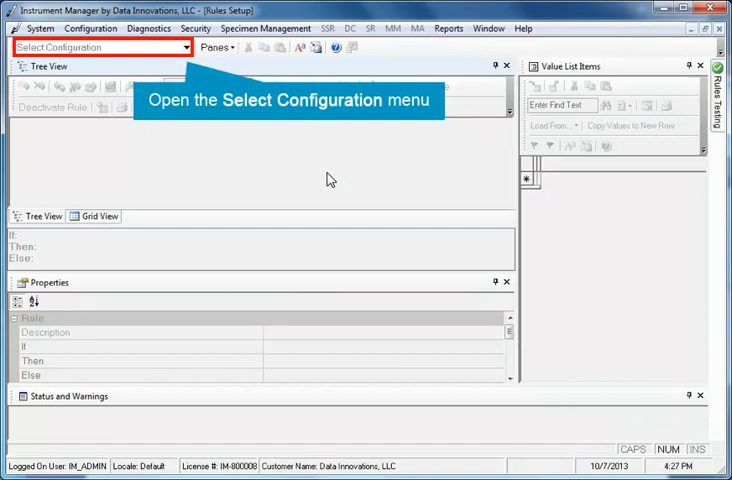 Instrument Manager by Data Innovations, LLC - [Rules Setup]
System Configuration Diagnostics Security Specimen Management SSR DC SR MM MA Reports Window Help
Select Configuration Panes
Tree View
Value List Items
Open the Select Configuration menu
Deactivate Rule
Enter Find Text
Load From... Copy Values to New Row
Rules Testing
Tree View Grid View
If:
Then:
Else:
Properties
Rule
Description
If
Then
Else
Status and Warnings
CAPS NUM INS
Logged On User: IM_ADMIN Locale: Default License #: IM-800008 Customer Name: Data Innovations, LLC 10/7/2013 4:27 PM